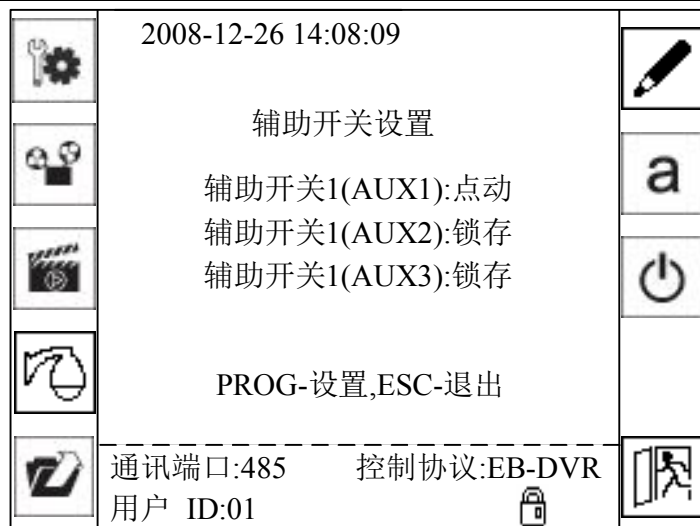 2008-12-26 14:08:09
辅助开关设置
辅助开关1(AUX1):点动
辅助开关1(AUX2):锁存
辅助开关1(AUX3):锁存
a
PROG-设置,ESC-退出
通讯端口:485 控制协议:EB-DVR
用户 ID:01